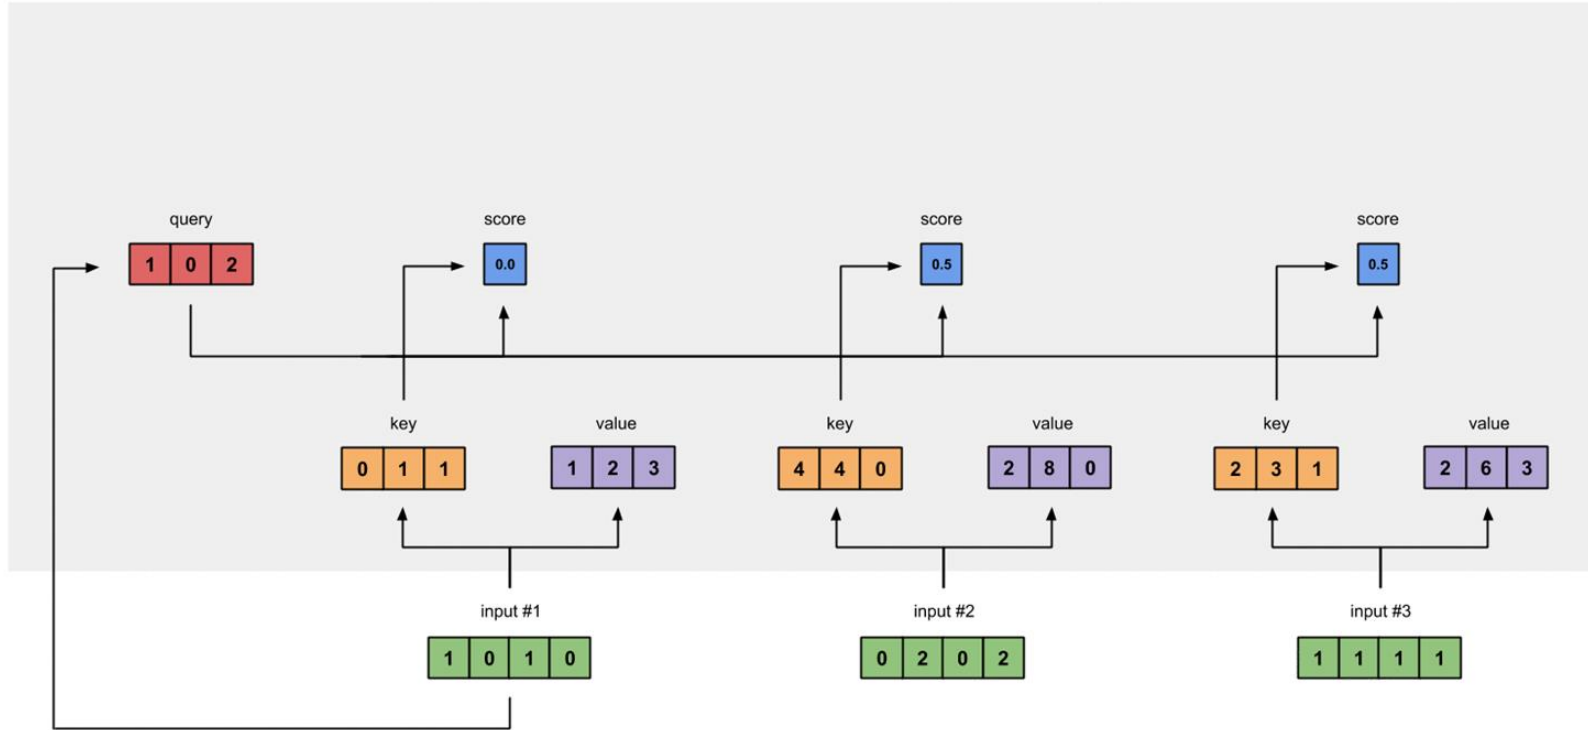 query score score score
1 0 2 0.0 0.5 0.5
key value key value key value
0 1 1 1 2 3 4 4 0 2 8 0 2 3 1 2 6 3
input #1 input #2 input #3
1 0 1 0 0 2 0 2 1 1 1 1